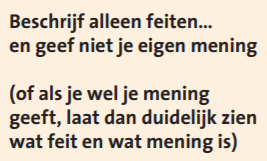 Beschrijf alleen feiten...
en geef niet je eigen mening
(of als je wel je mening
geeft, laat dan duidelijk zien
wat feit en wat mening is)